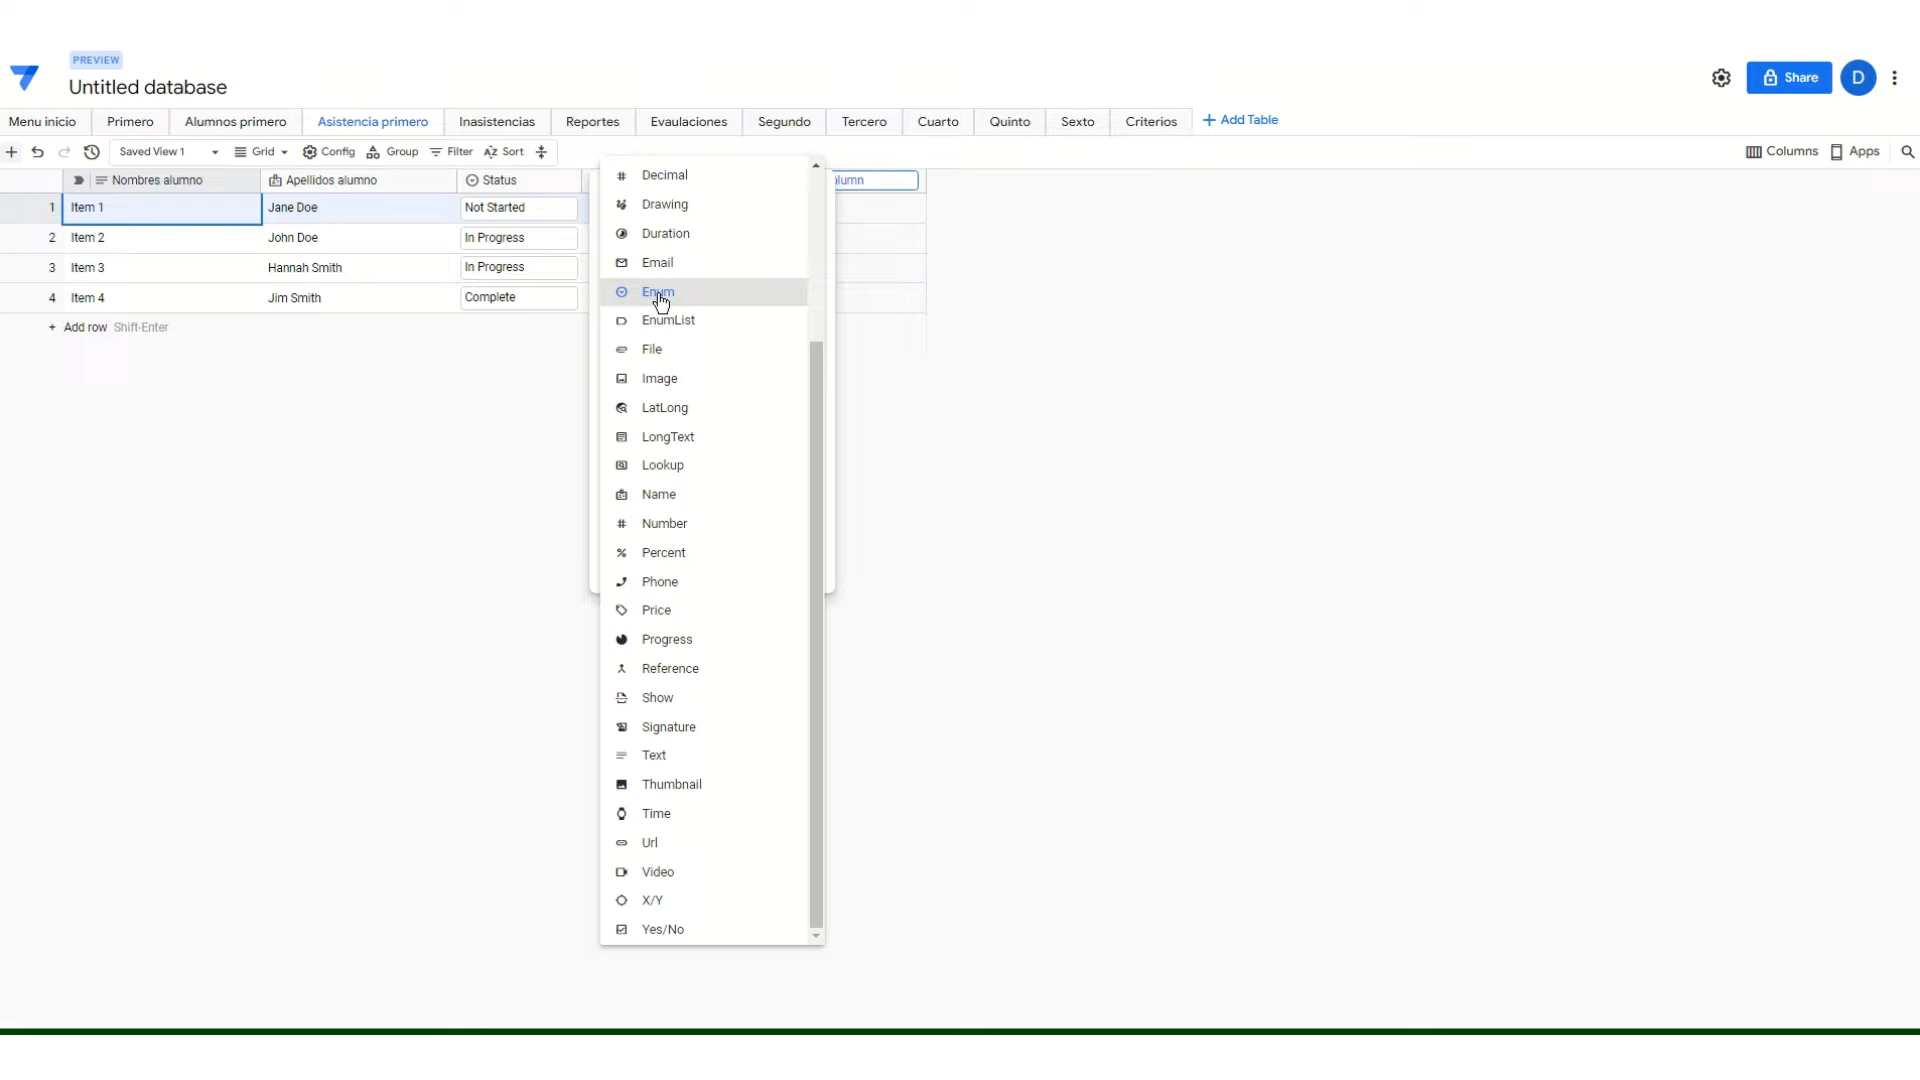 PREVIEW
Untitled database
Share
D
Menu inicio
Primero
Alumnos primero
Asistencia primero
Inasistencias
Reportes
Evaulaciones
Segundo
Tercero
Cuarto
Quinto
Sexto
Criterios
Add Table
Saved View 1
Grid
Config
Group
Filter
Sort
Columns
Apps
Nombres alumno
Apellidos alumno
Status
1 Item 1 Jane Doe Not Started
2 Item 2 John Doe In Progress
3 Item 3 Hannah Smith In Progress
4 Item 4 Jim Smith Complete
+ Add row Shift-Enter
Decimal
Drawing
Duration
Email
Enum
EnumList
File
Image
LatLong
LongText
Lookup
Name
Number
Percent
Phone
Price
Progress
Reference
Show
Signature
Text
Thumbnail
Time
Url
Video
X/Y
Yes/No